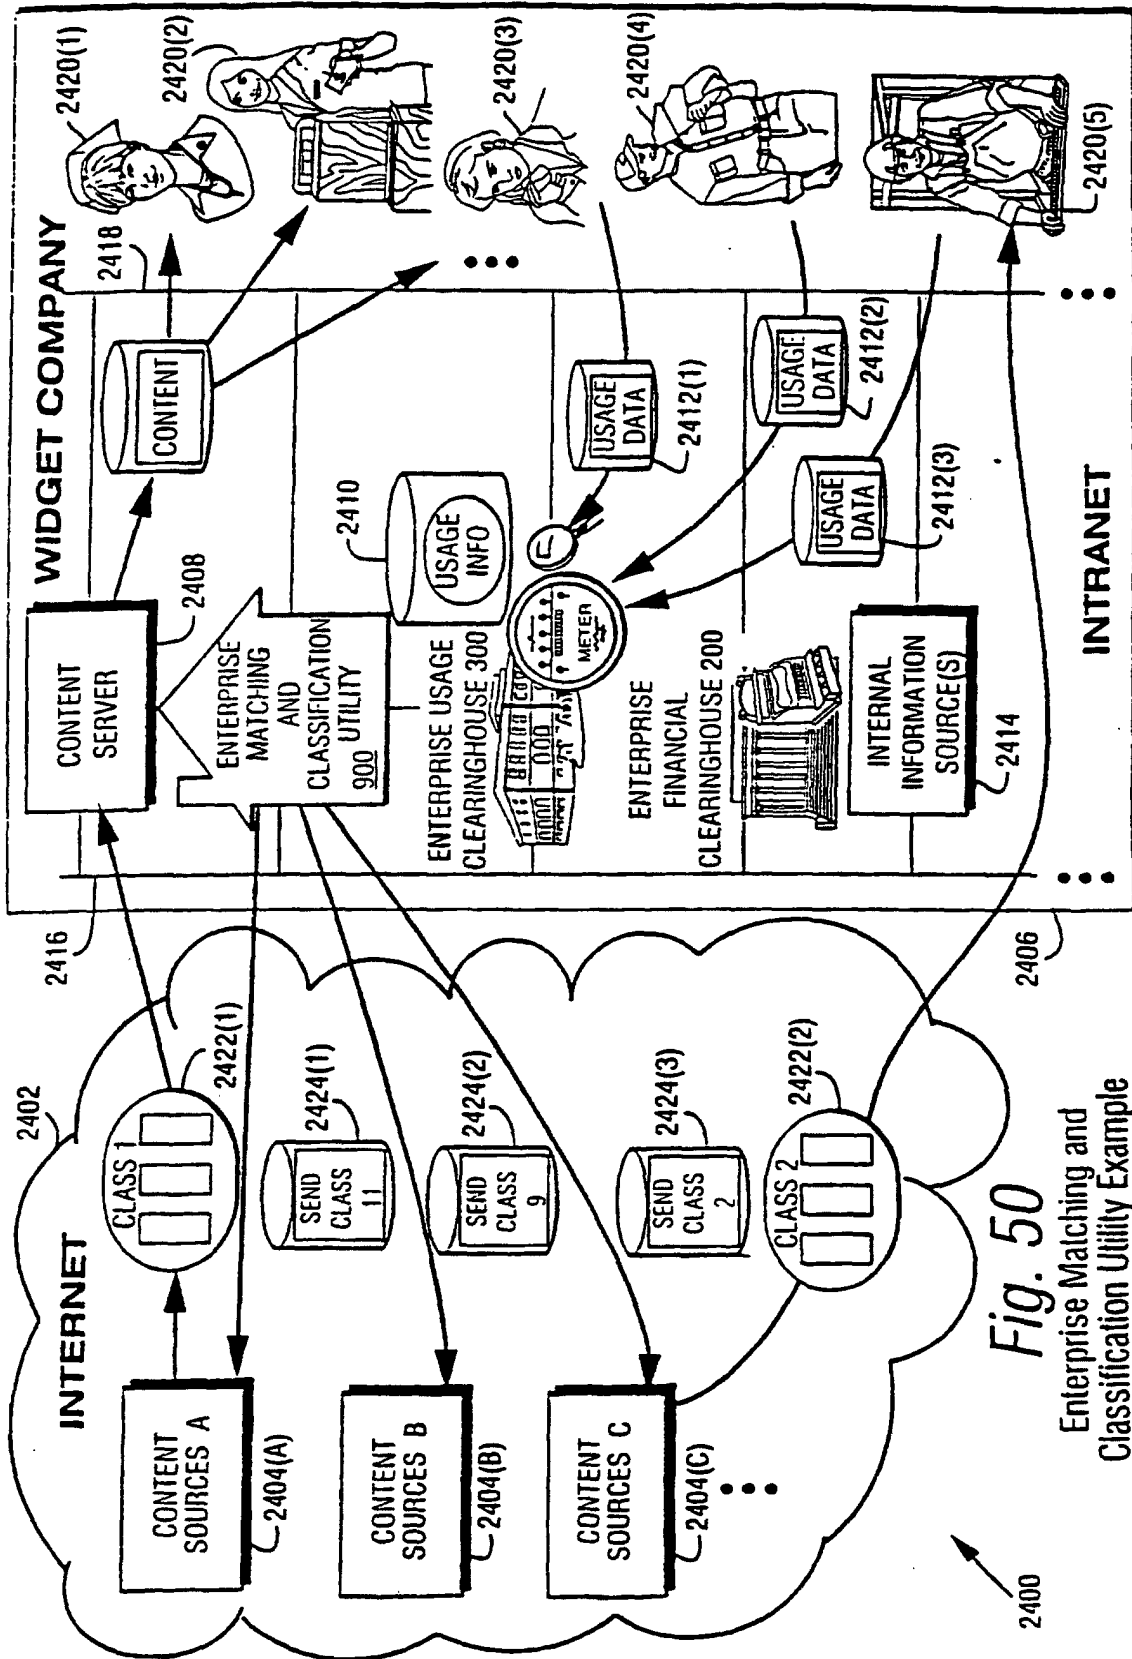 INTERNET
2402
CONTENT
SOURCES A
2404(A)
CONTENT
SOURCES B
2404(B)
CONTENT
SOURCES C
2404(C)
CLASS 1
2422(1)
SEND
CLASS
11
2424(1)
SEND
CLASS
9
2424(2)
SEND
CLASS
2
2424(3)
CLASS 2
2422(2)
2400
WIDGET COMPANY
2416
2418
2406
CONTENT
SERVER
2408
CONTENT
ENTERPRISE
MATCHING
AND
CLASSIFICATION
UTILITY
900
USAGE
INFO
2410
ENTERPRISE USAGE
CLEARINGHOUSE 300
METER
USAGE
DATA
2412(1)
USAGE
DATA
2412(2)
USAGE
DATA
2412(3)
ENTERPRISE
FINANCIAL
CLEARINGHOUSE 200
INTERNAL
INFORMATION
SOURCE(S)
2414
2420(1)
2420(2)
2420(3)
2420(4)
2420(5)
INTRANET
Fig. 50
Enterprise Matching and
Classification Utility Example